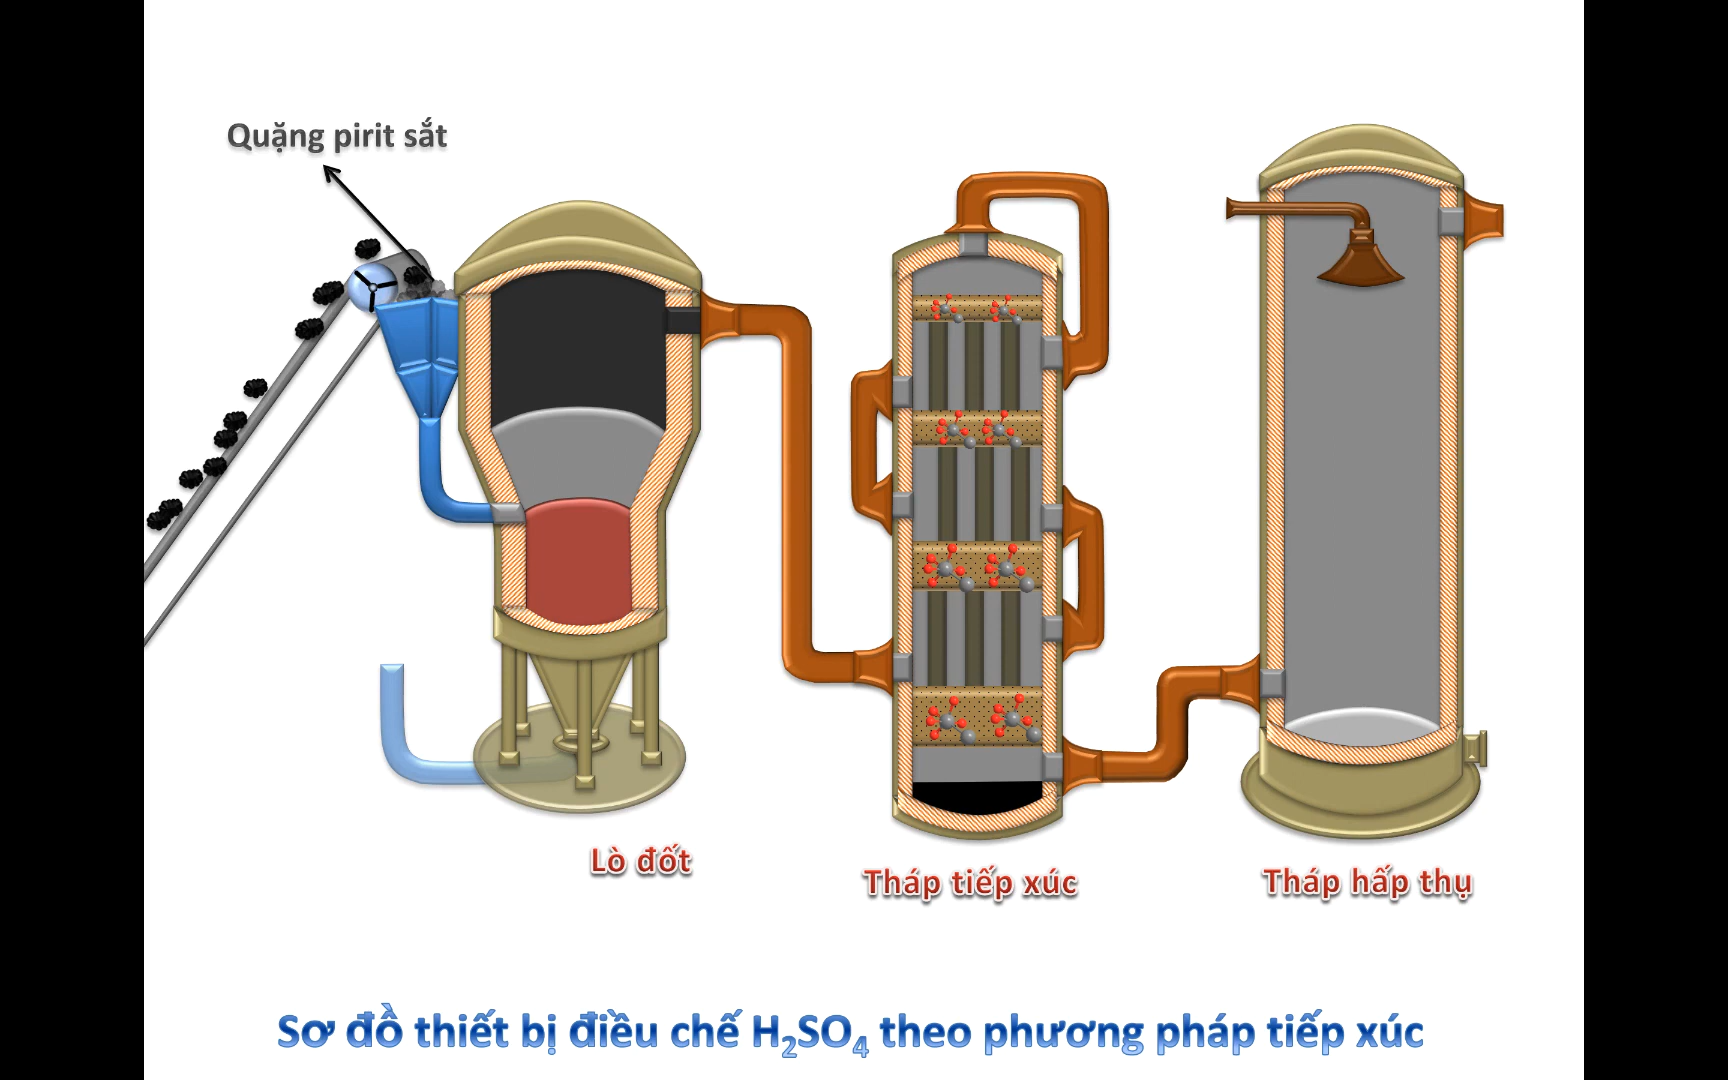 Quặng pirit sắt
Lò đốt
Tháp tiếp xúc
Tháp hấp thụ
Sơ đồ thiết bị điều chế H₂SO₄ theo phương pháp tiếp xúc